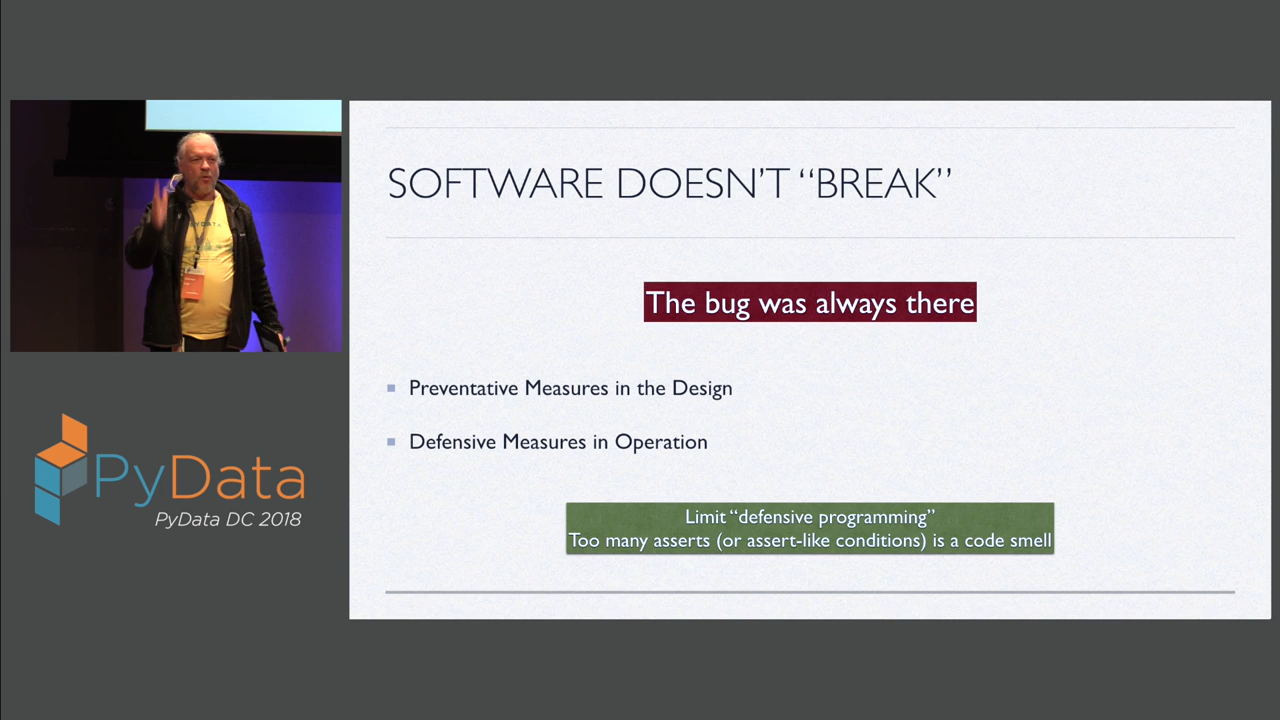 SOFTWARE DOESN'T “BREAK”
The bug was always there
Preventative Measures in the Design
Defensive Measures in Operation
Limit “defensive programming”
Too many asserts (or assert-like conditions) is a code smell
PYDATA
PyData
PyData DC 2018